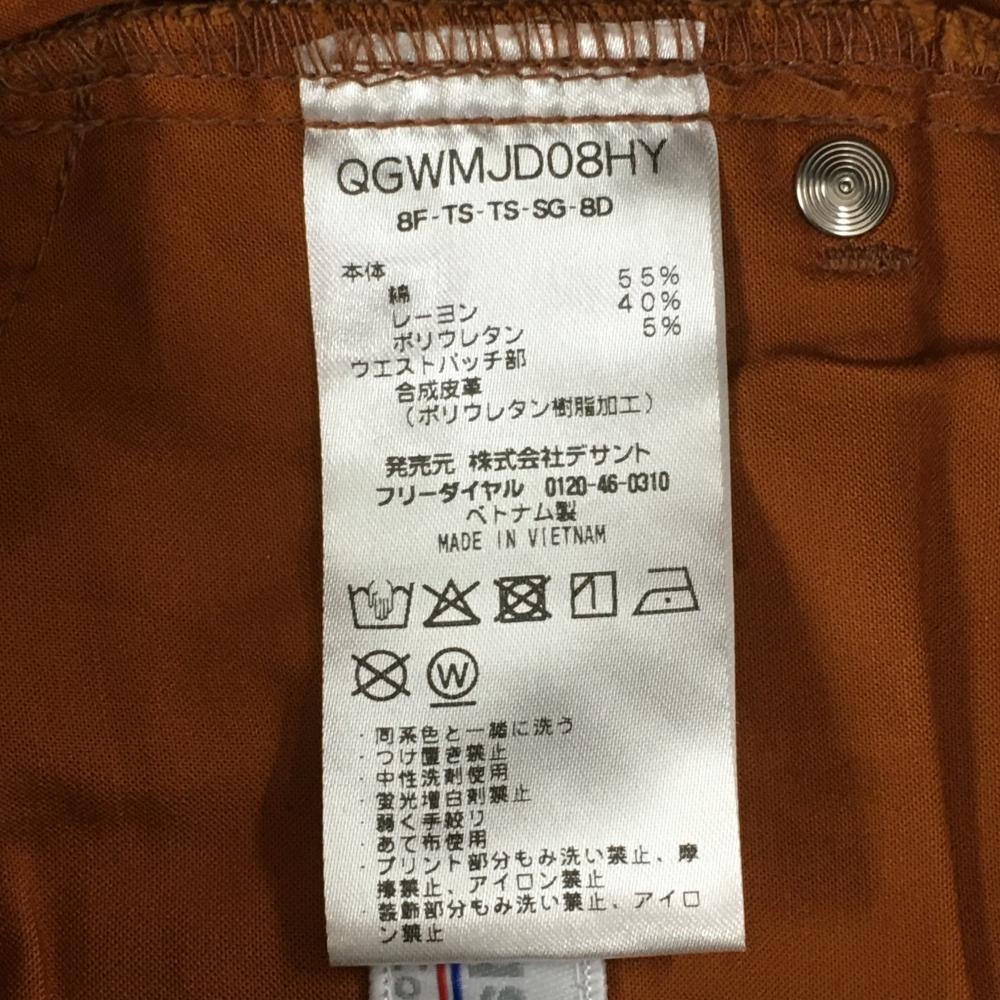 QGWMJD08HY
8F-TS-TS-SG-8D
本体
綿 55%
レーヨン 40%
ポリウレタン 5%
ウエストパッチ部
合成皮革
(ポリウレタン樹脂加工)
発売元 株式会社デサント
フリーダイヤル 0120-46-0310
ベトナム製
MADE IN VIETNAM
W
・同系色と一緒に洗う
・つけ置き禁止
・中性洗剤使用
・蛍光増白剤禁止
・弱く手絞り
・あて布使用
・プリント部分もみ洗い禁止、摩
擦禁止、アイロン禁止
・装飾部分もみ洗い禁止、アイロ
ン禁止